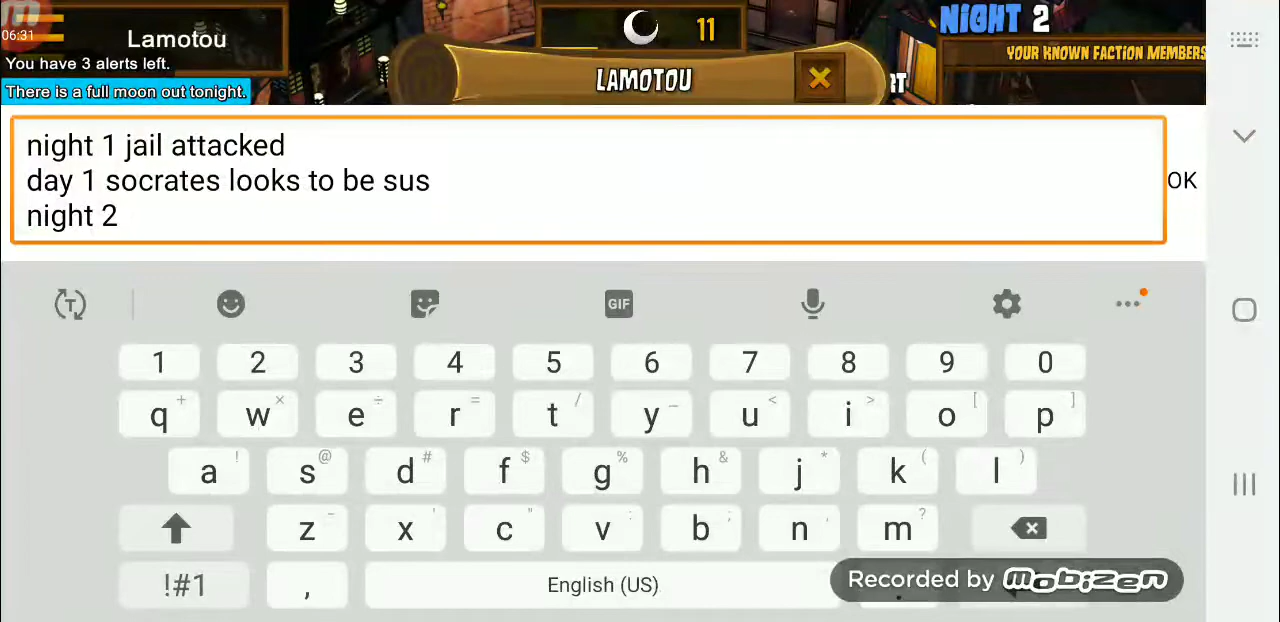 06:31
Lamotou
11
NIGHT 2
You have 3 alerts left.
YOUR KNOWN FACTION MEMBERS
There is a full moon out tonight.
LAMOTOU
night 1 jail attacked
day 1 socrates looks to be sus
night 2
OK
GIF
1 2 3 4 5 6 7 8 9 0
q w e r t y u i o p
a s d f g h j k l
z x c v b n m
!#1 , English (US)
Recorded by mobizen